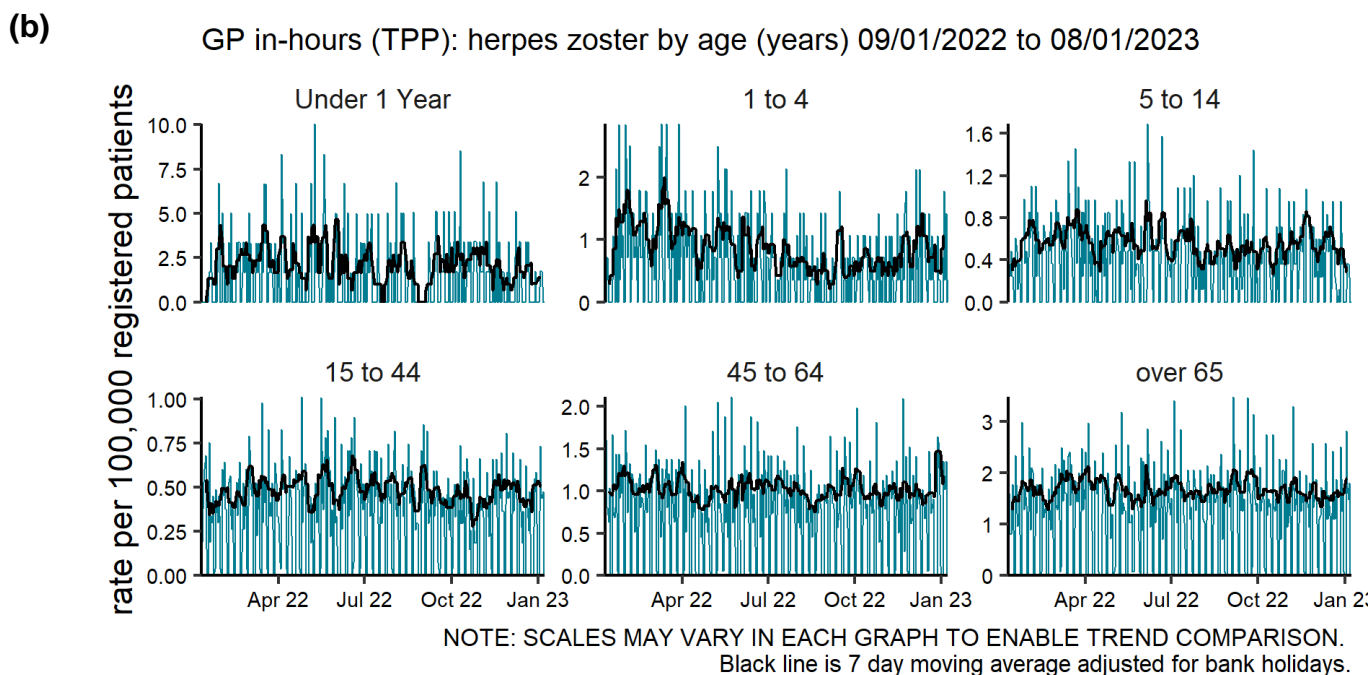 (b)
GP in-hours (TPP): herpes zoster by age (years) 09/01/2022 to 08/01/2023
rate per 100,000 registered patients
Under 1 Year
10.0
7.5
5.0
2.5
0.0
1 to 4
2
1
0
5 to 14
1.6
1.2
0.8
0.4
0.0
15 to 44
1.00
0.75
0.50
0.25
0.00
Apr 22 Jul 22 Oct 22 Jan 23
45 to 64
2.0
1.5
1.0
0.5
0.0
Apr 22 Jul 22 Oct 22 Jan 23
over 65
3
2
1
0
Apr 22 Jul 22 Oct 22 Jan 23
NOTE: SCALES MAY VARY IN EACH GRAPH TO ENABLE TREND COMPARISON.
Black line is 7 day moving average adjusted for bank holidays.